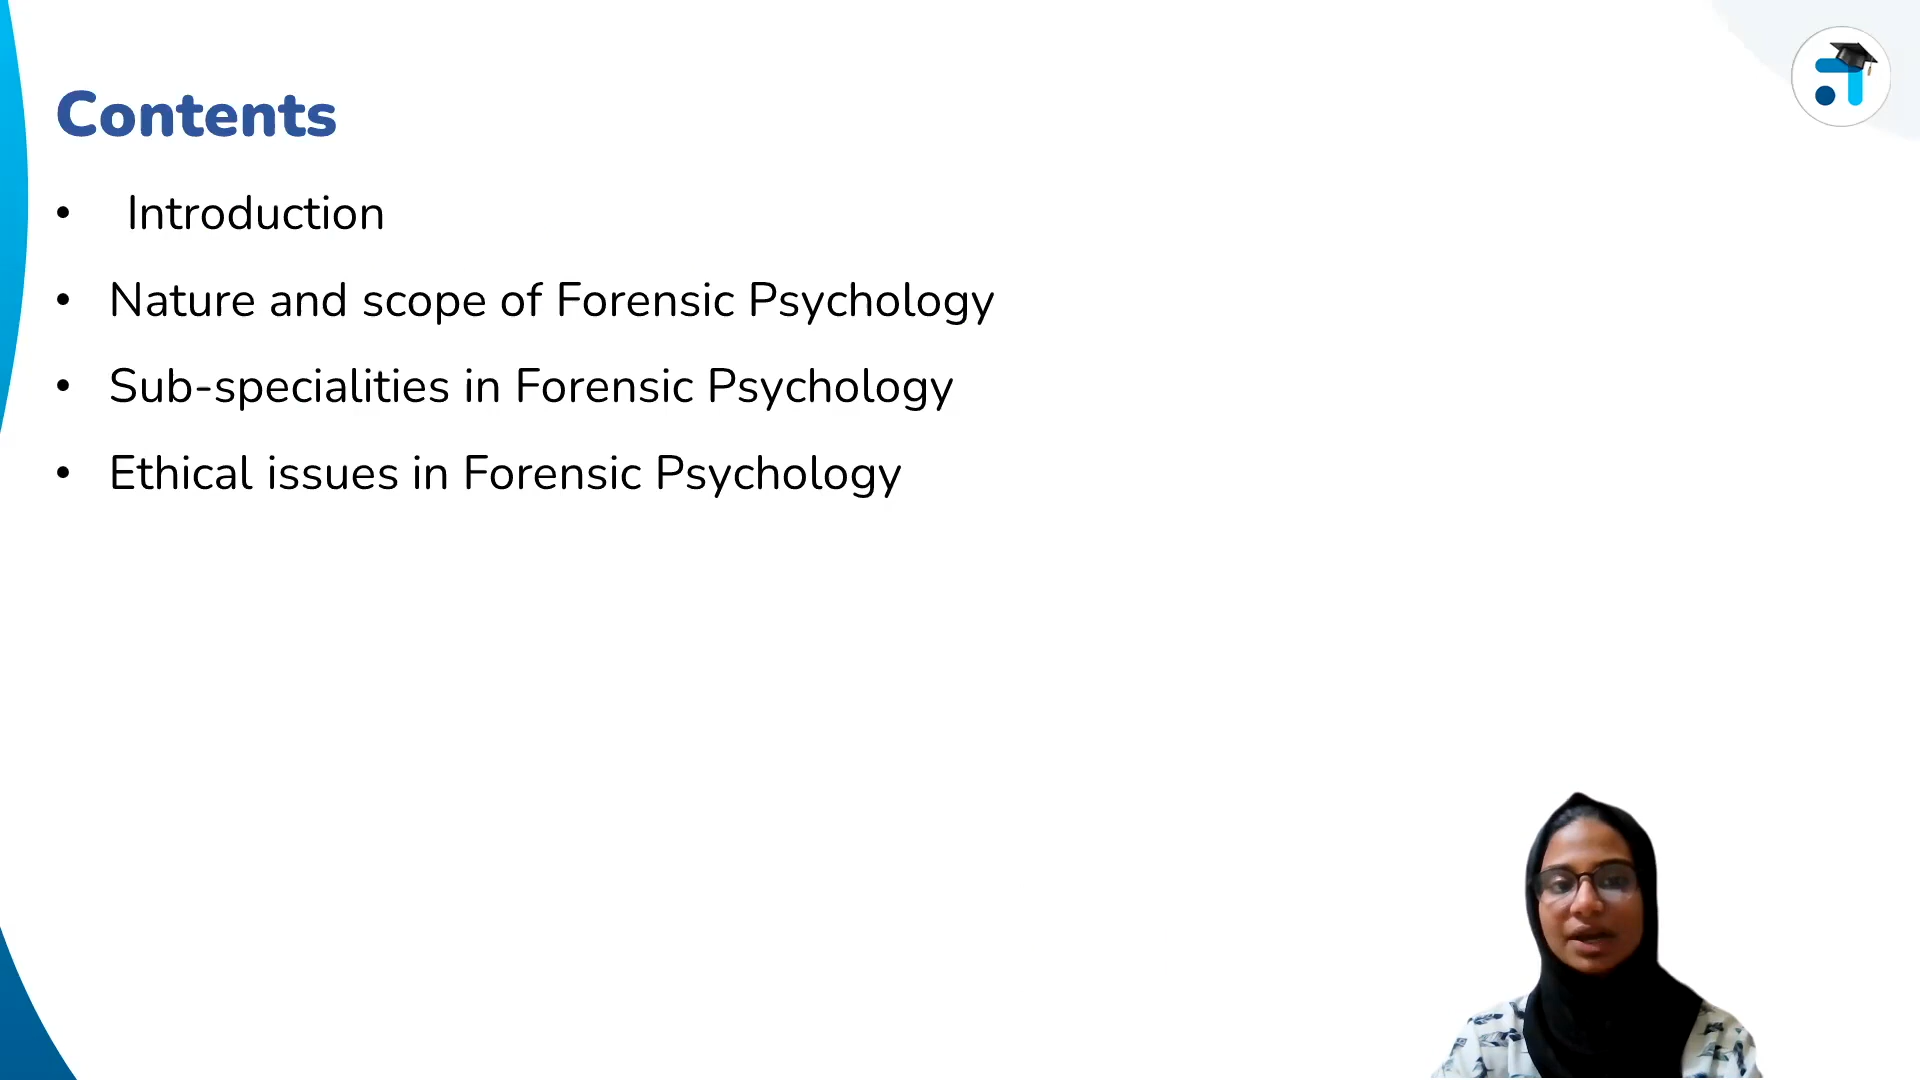 Contents
• Introduction
• Nature and scope of Forensic Psychology
• Sub-specialities in Forensic Psychology
• Ethical issues in Forensic Psychology